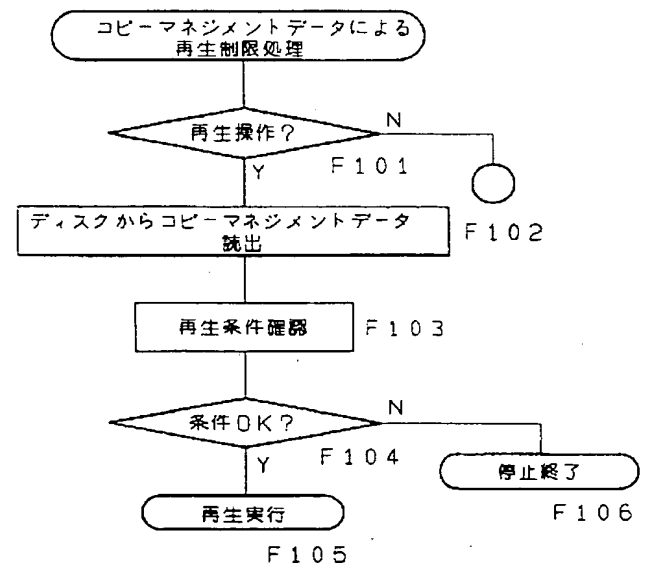 コピーマネジメントデータによる
再生制限処理
再生操作?
N
Y
F101
ディスクからコピーマネジメントデータ
読出
F102
再生条件確認
F103
条件OK?
N
Y
F104
停止終了
F106
再生実行
F105